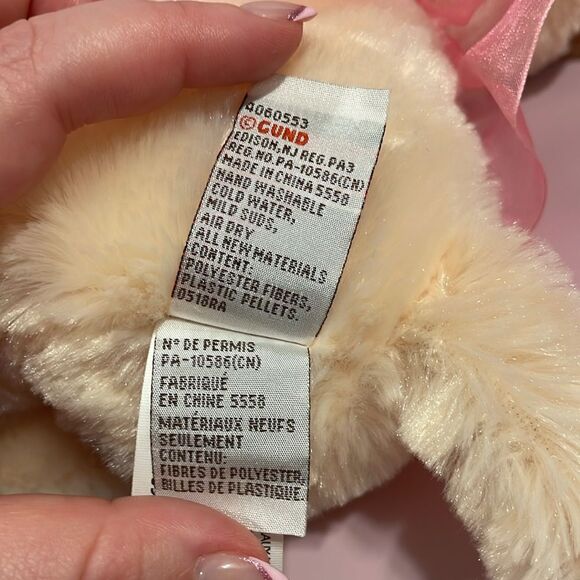 4060553
©GUND
EDISON, NJ REG.PA3
REG.NO. PA-10586(CN)
MADE IN CHINA 5558
HAND WASHABLE
COLD WATER,
MILD SUDS,
AIR DRY
ALL NEW MATERIALS
CONTENT:
POLYESTER FIBERS,
PLASTIC PELLETS.
0518RA
N° DE PERMIS
PA-10586(CN)
FABRIQUÉ
EN CHINE 5558
MATÉRIAUX NEUFS
SEULEMENT
CONTENU:
FIBRES DE POLYESTER,
BILLES DE PLASTIQUE